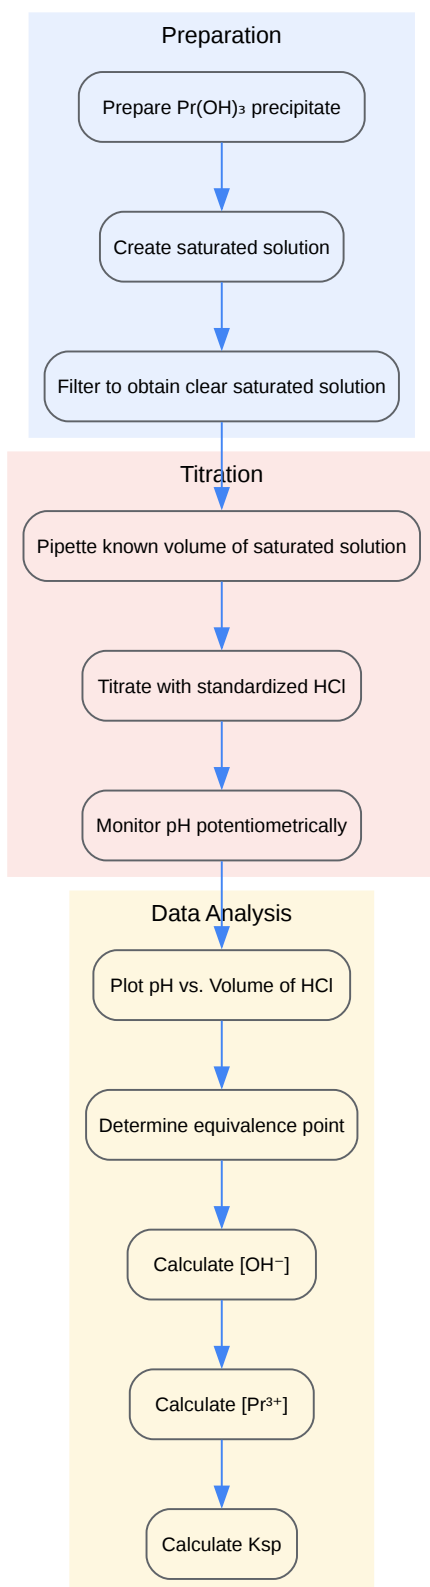 Preparation
Prepare Pr(OH)₃ precipitate
Create saturated solution
Filter to obtain clear saturated solution
Titration
Pipette known volume of saturated solution
Titrate with standardized HCl
Monitor pH potentiometrically
Data Analysis
Plot pH vs. Volume of HCl
Determine equivalence point
Calculate [OH⁻]
Calculate [Pr³⁺]
Calculate Ksp